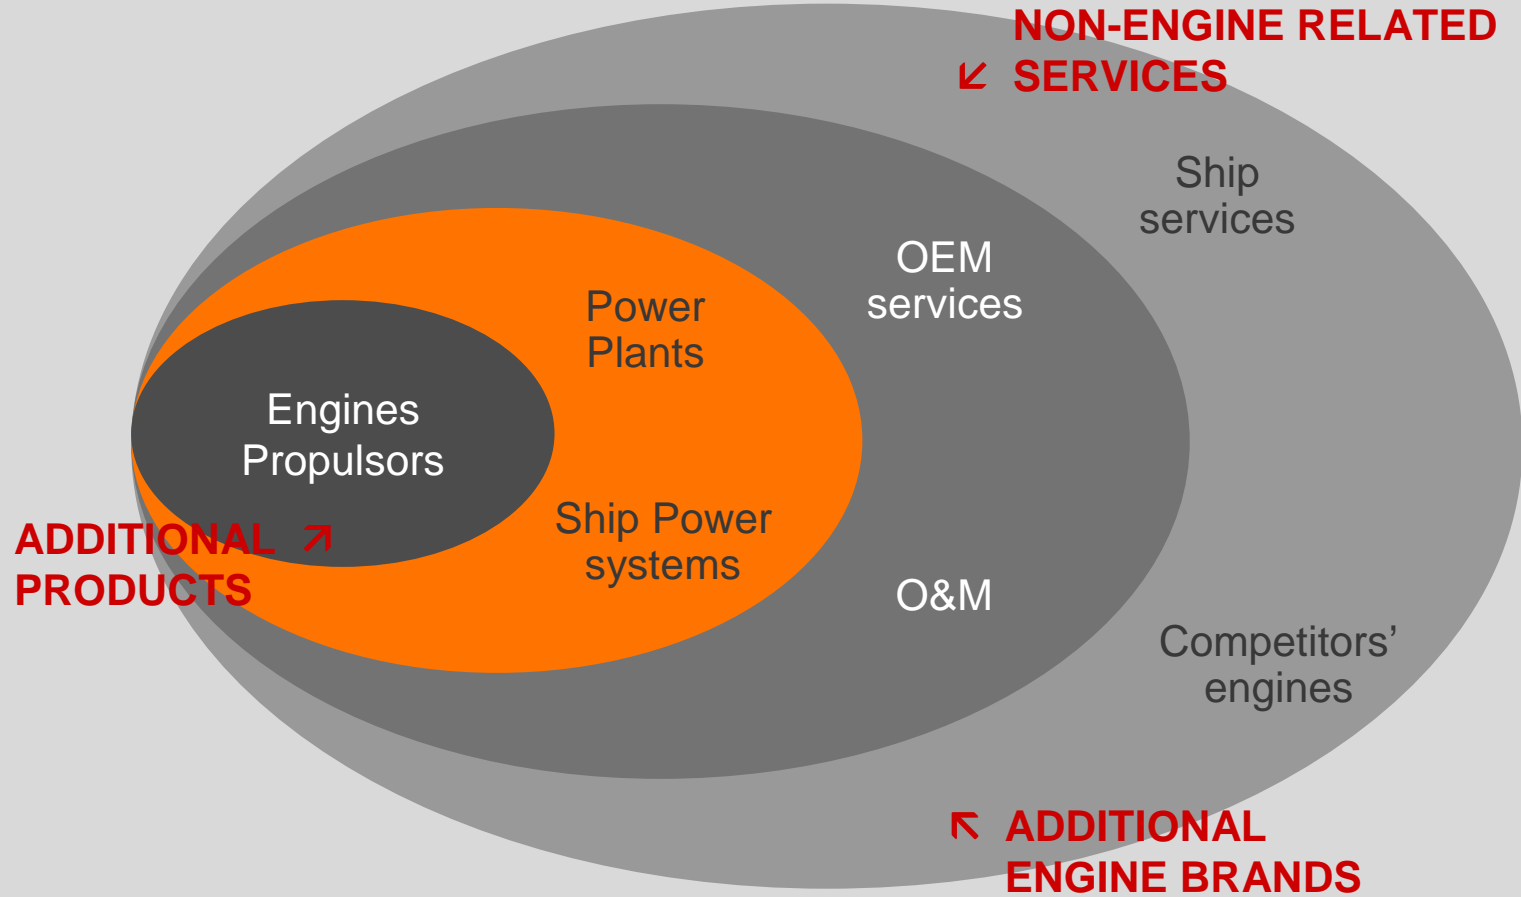 NON-ENGINE RELATED
SERVICES
Ship
services
OEM
services
Power
Plants
Engines
Propulsors
Ship Power
systems
ADDITIONAL
PRODUCTS
O&M
Competitors’
engines
ADDITIONAL
ENGINE BRANDS